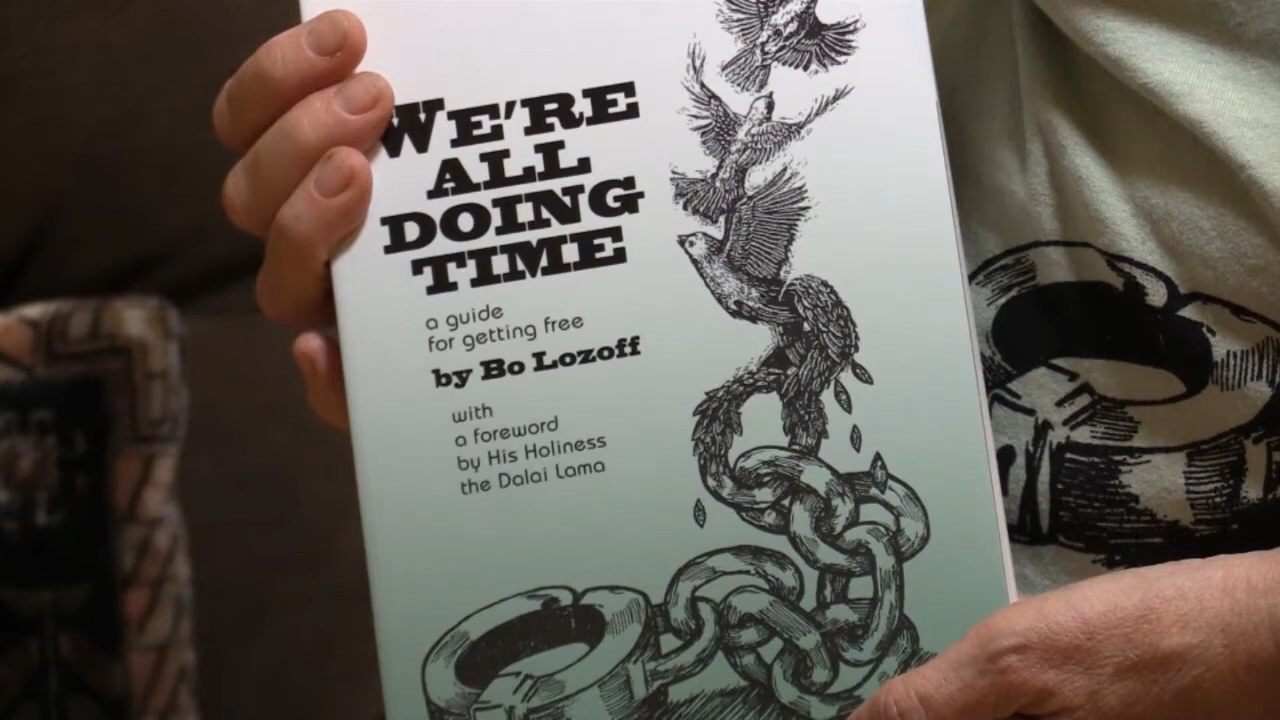 WE'RE
ALL
DOING
TIME
a guide
for getting free
by Bo Lozoff
with
a foreword
by His Holiness
the Dalai Lama